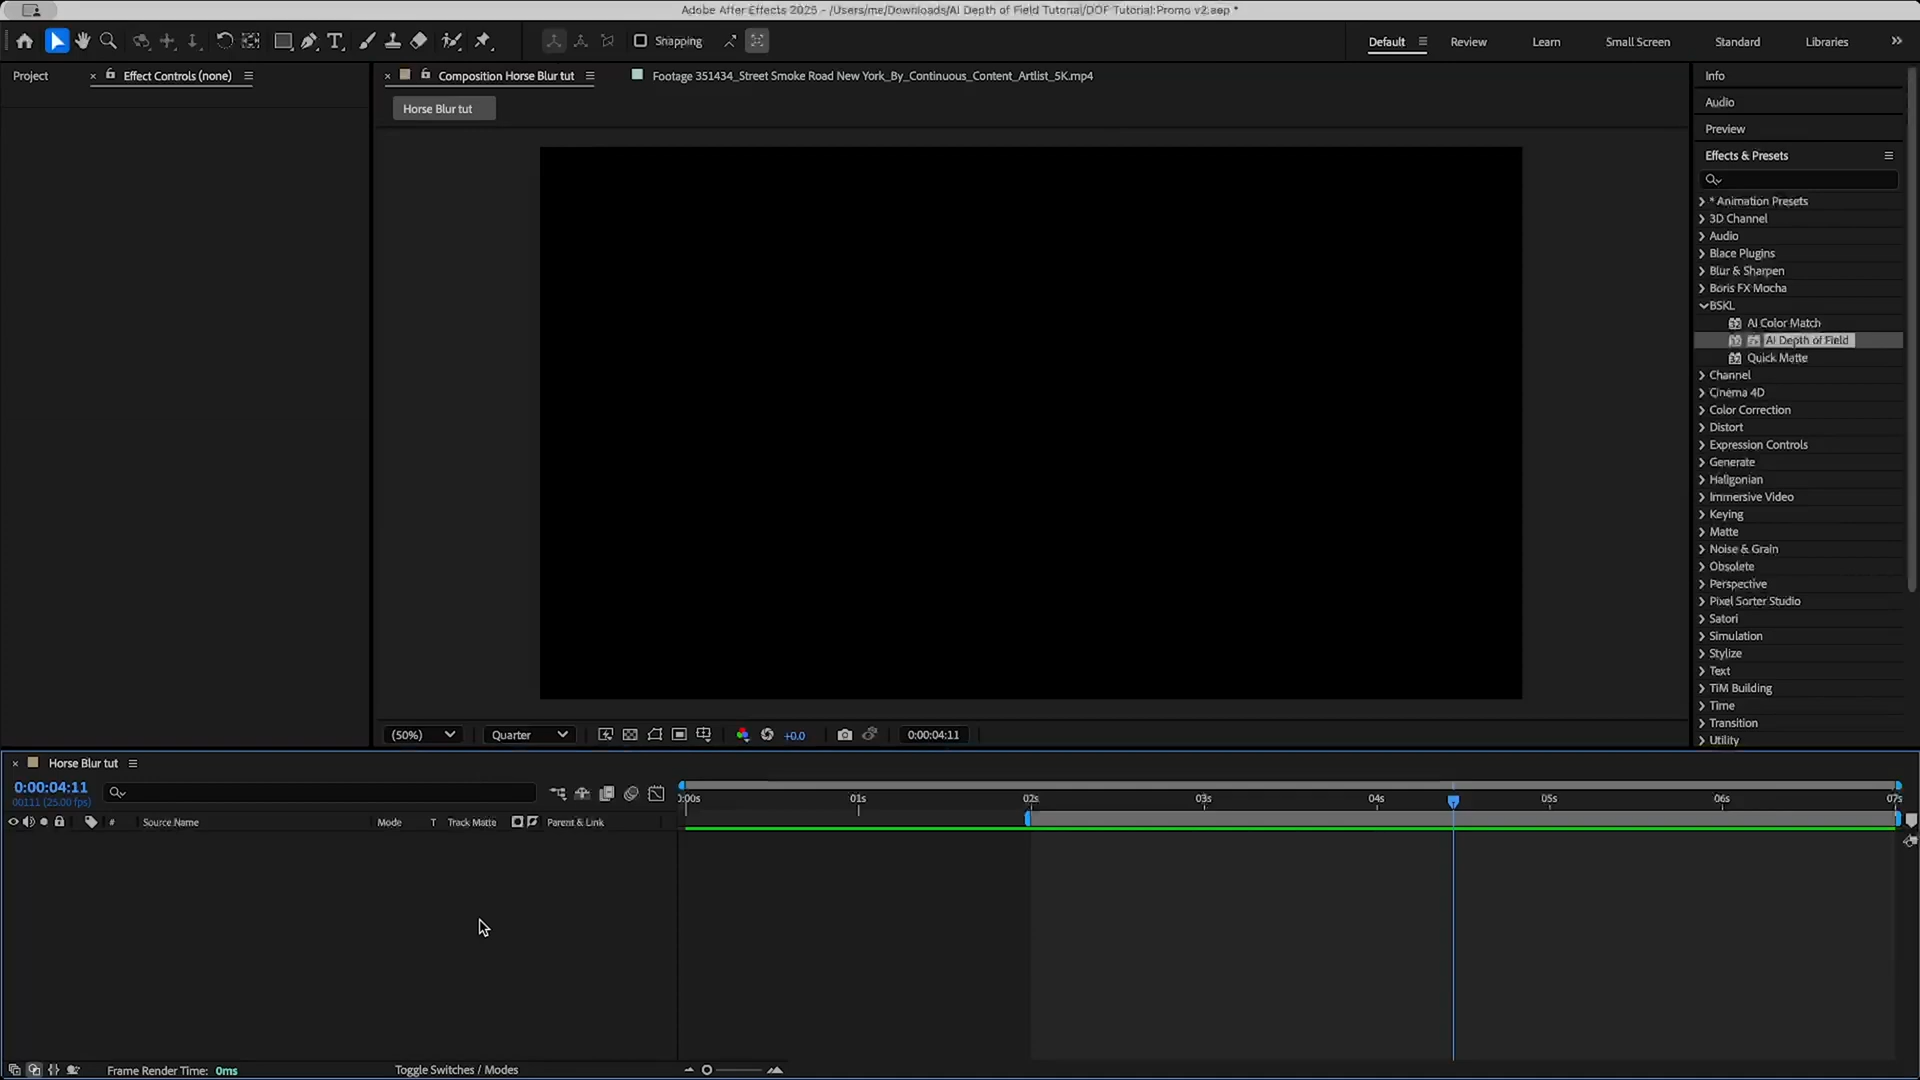 Adobe After Effects 2025 - /Users/mr/Downloads/AI Depth of Field Tutorial/DOF Tutorial:Promo v2.aep *
Snapping
Default
Review
Learn
Small Screen
Standard
Libraries
Project
Effect Controls (none)
Composition Horse Blur tut
Footage 351434_Street Smoke Road New York_By_Continuous_Content_Artlist_5K.mp4
Horse Blur tut
Info
Audio
Preview
Effects & Presets
* Animation Presets
3D Channel
Audio
Blace Plugins
Blur & Sharpen
Boris FX Mocha
BSKL
AI Color Match
AI Depth of Field
Quick Matte
Channel
Cinema 4D
Color Correction
Distort
Expression Controls
Generate
Haligonian
Immersive Video
Keying
Matte
Noise & Grain
Obsolete
Perspective
Pixel Sorter Studio
Satori
Simulation
Stylize
Text
TiM Building
Time
Transition
Utility
(50%)
Quarter
+0.0
0:00:04:11
Horse Blur tut
0:00:04:11
00111 (25.00 fps)
0:00s 01s 02s 03s 04s 05s 06s 07s
# Source Name Mode T Track Matte Parent & Link
Frame Render Time: 0ms
Toggle Switches / Modes